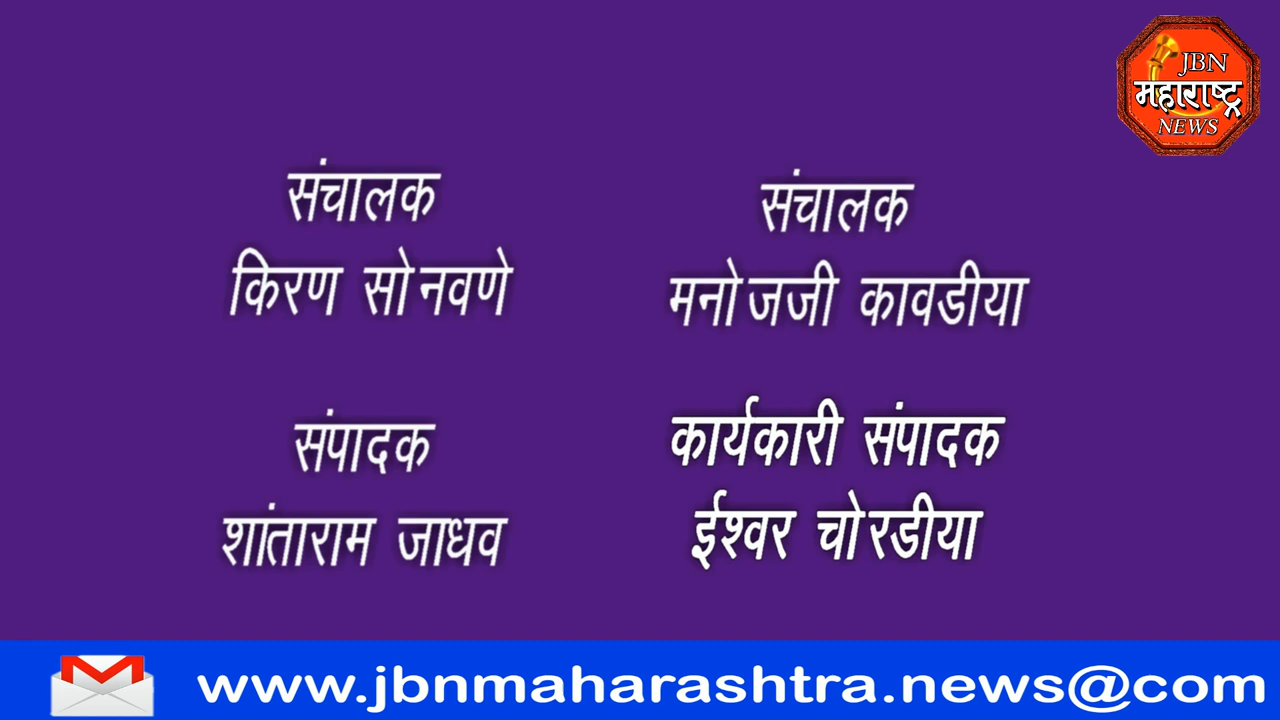 JBN
महाराष्ट्र
NEWS
संचालक
किरण सोनवणे
संचालक
मनोजजी कावडीया
संपादक
शांताराम जाधव
कार्यकारी संपादक
ईश्वर चोरडीया
www.jbnmaharashtra.news@com